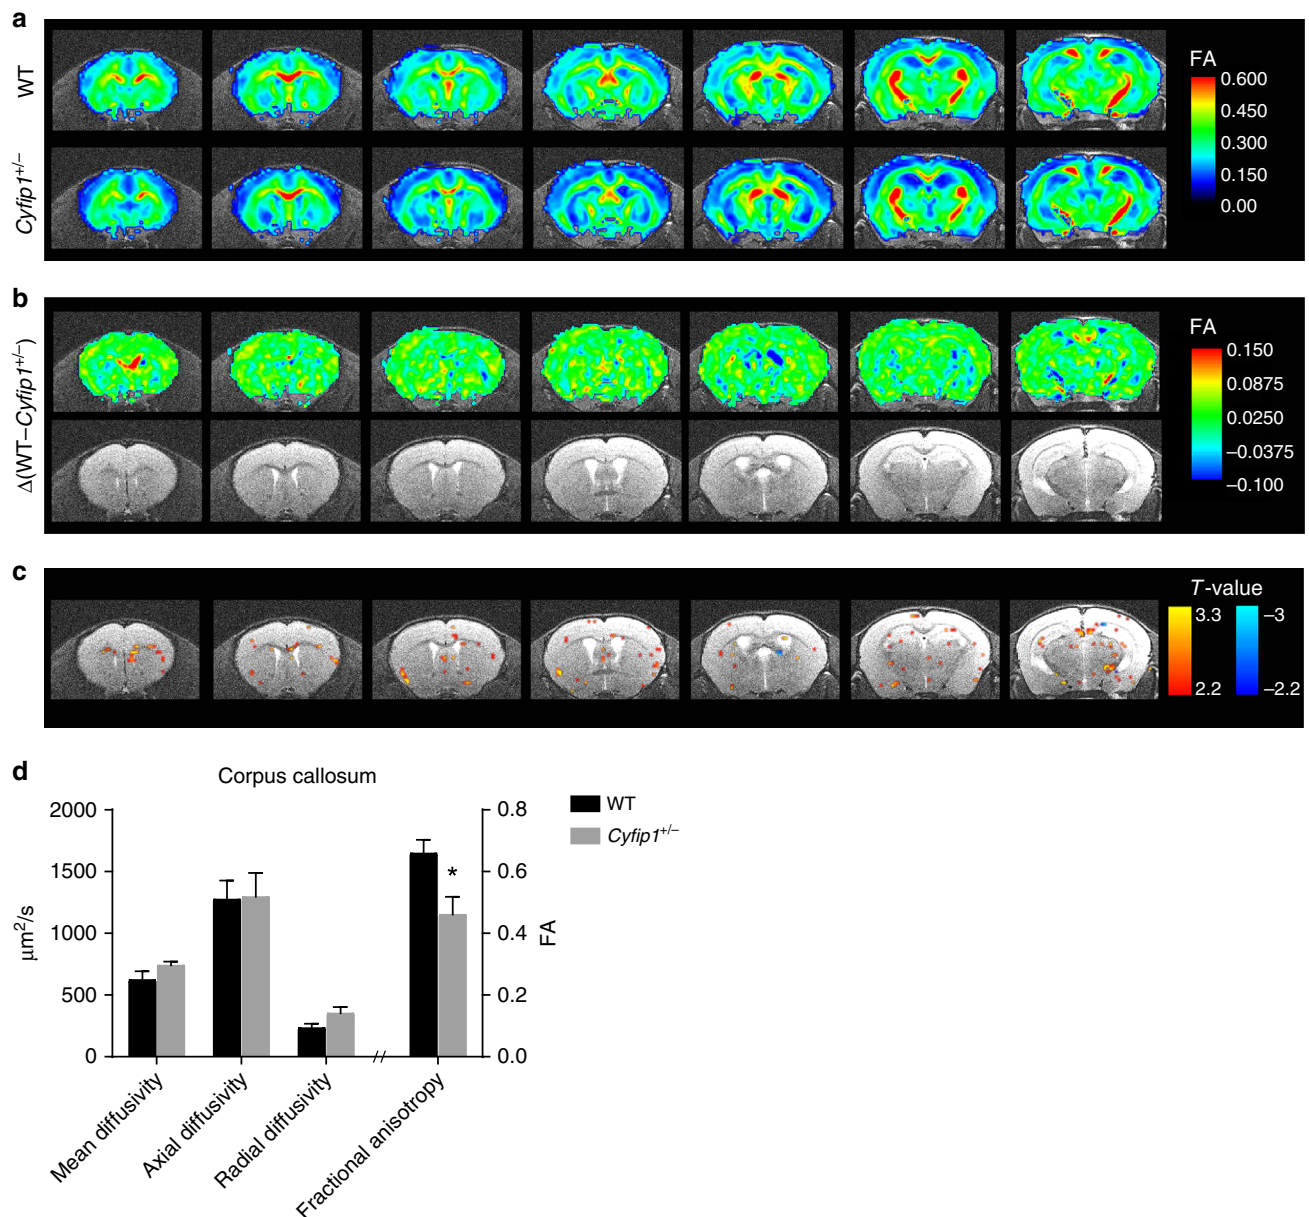 a
WT
Cyfip1+/–
FA
0.600
0.450
0.300
0.150
0.00
b
Δ(WT–Cyfip1+/–)
FA
0.150
0.0875
0.0250
–0.0375
–0.100
c
T-value
3.3
–3
2.2
–2.2
d
Corpus callosum
WT
Cyfip1+/–
2000
1500
1000
500
0
μm2/s
0.8
0.6
0.4
0.2
0.0
FA
*
Mean diffusivity
Axial diffusivity
Radial diffusivity
Fractional anisotropy